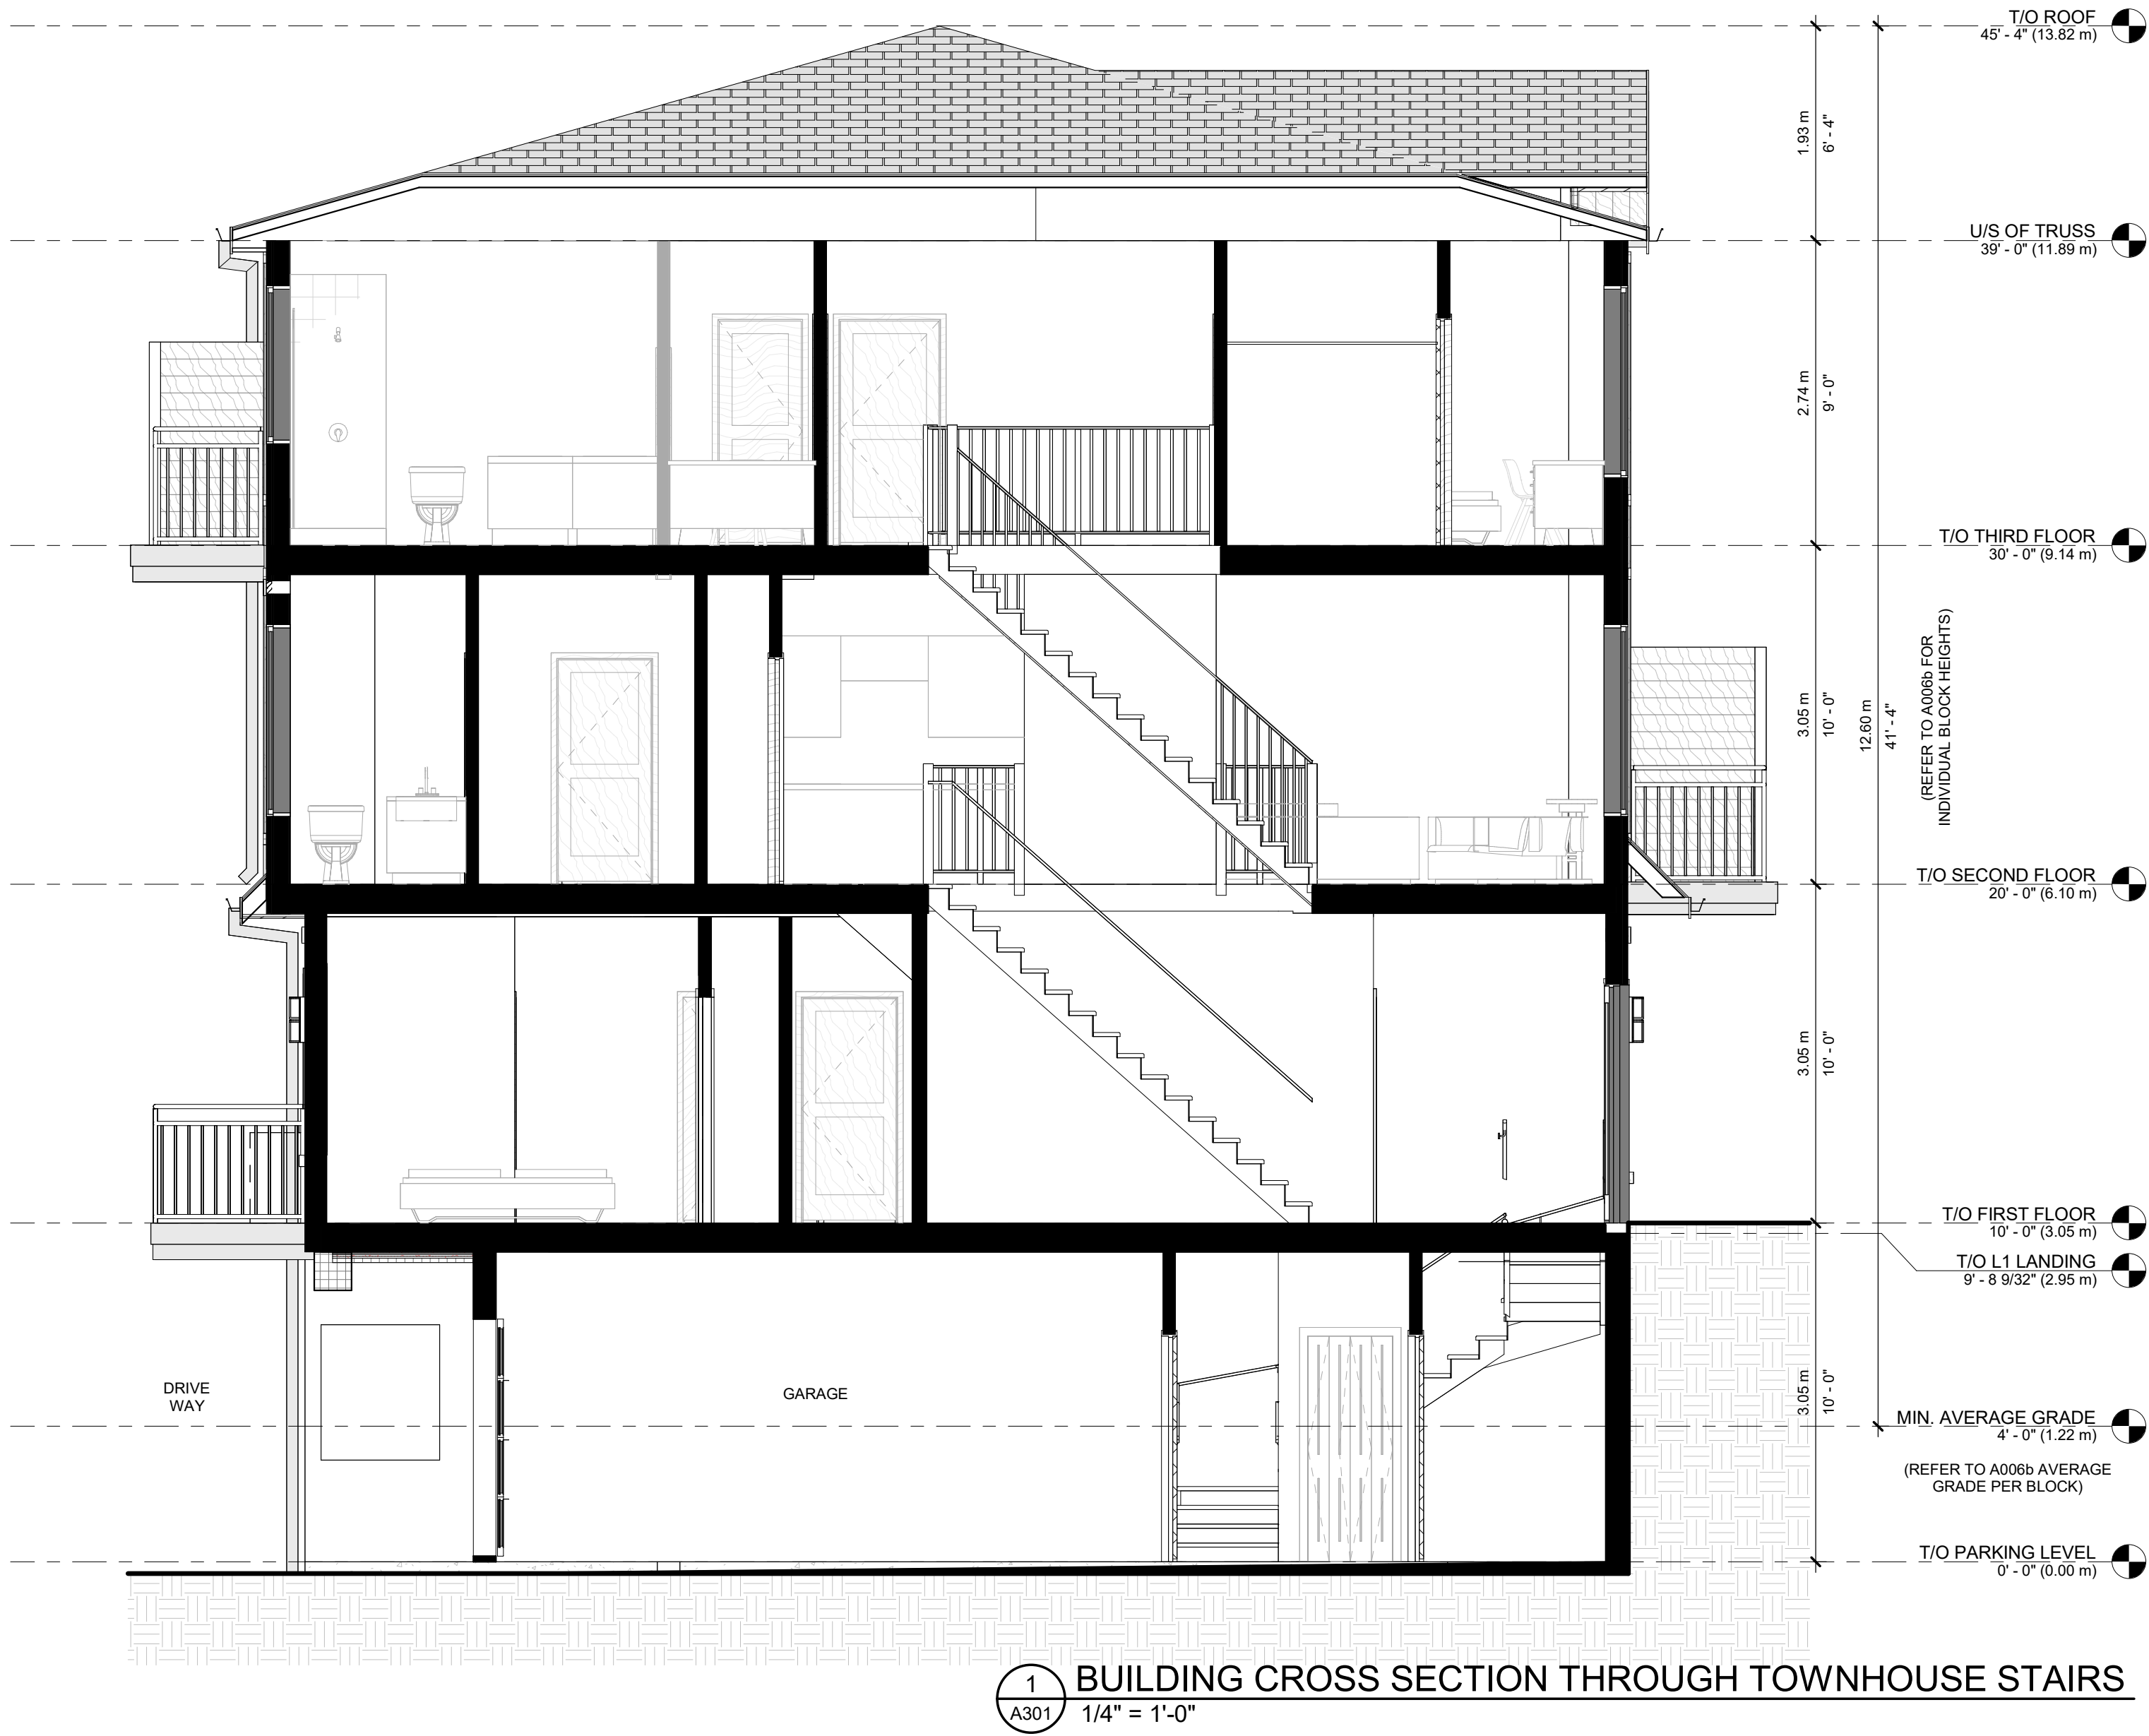 T/O ROOF
45' - 4" (13.82 m)
1.93 m
6' - 4"
U/S OF TRUSS
39' - 0" (11.89 m)
2.74 m
9' - 0"
T/O THIRD FLOOR
30' - 0" (9.14 m)
3.05 m
10' - 0"
12.60 m
41' - 4"
(REFER TO A006b FOR
INDIVIDUAL BLOCK HEIGHTS)
T/O SECOND FLOOR
20' - 0" (6.10 m)
3.05 m
10' - 0"
T/O FIRST FLOOR
10' - 0" (3.05 m)
T/O L1 LANDING
9' - 8 9/32" (2.95 m)
3.05 m
10' - 0"
DRIVE
WAY
GARAGE
MIN. AVERAGE GRADE
4' - 0" (1.22 m)
(REFER TO A006b AVERAGE
GRADE PER BLOCK)
T/O PARKING LEVEL
0' - 0" (0.00 m)
1
A301
BUILDING CROSS SECTION THROUGH TOWNHOUSE STAIRS
1/4" = 1'-0"